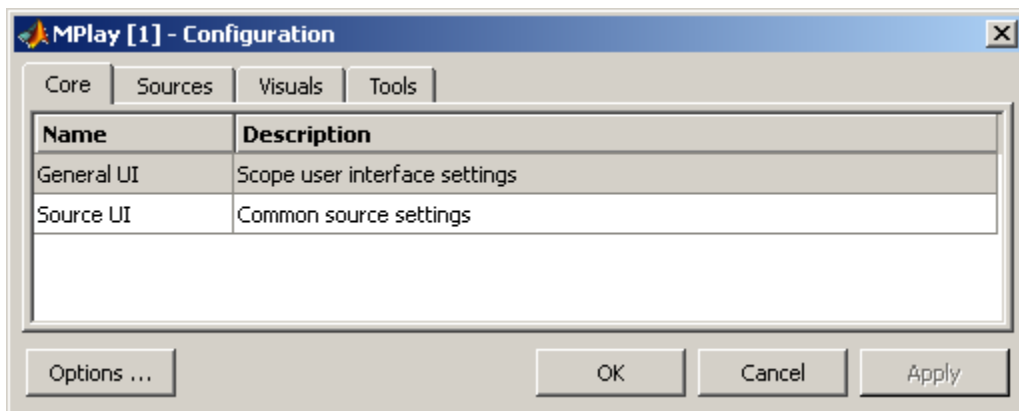 MPlay [1] - Configuration
Core Sources Visuals Tools
Name Description
General UI Scope user interface settings
Source UI Common source settings
Options ... OK Cancel Apply